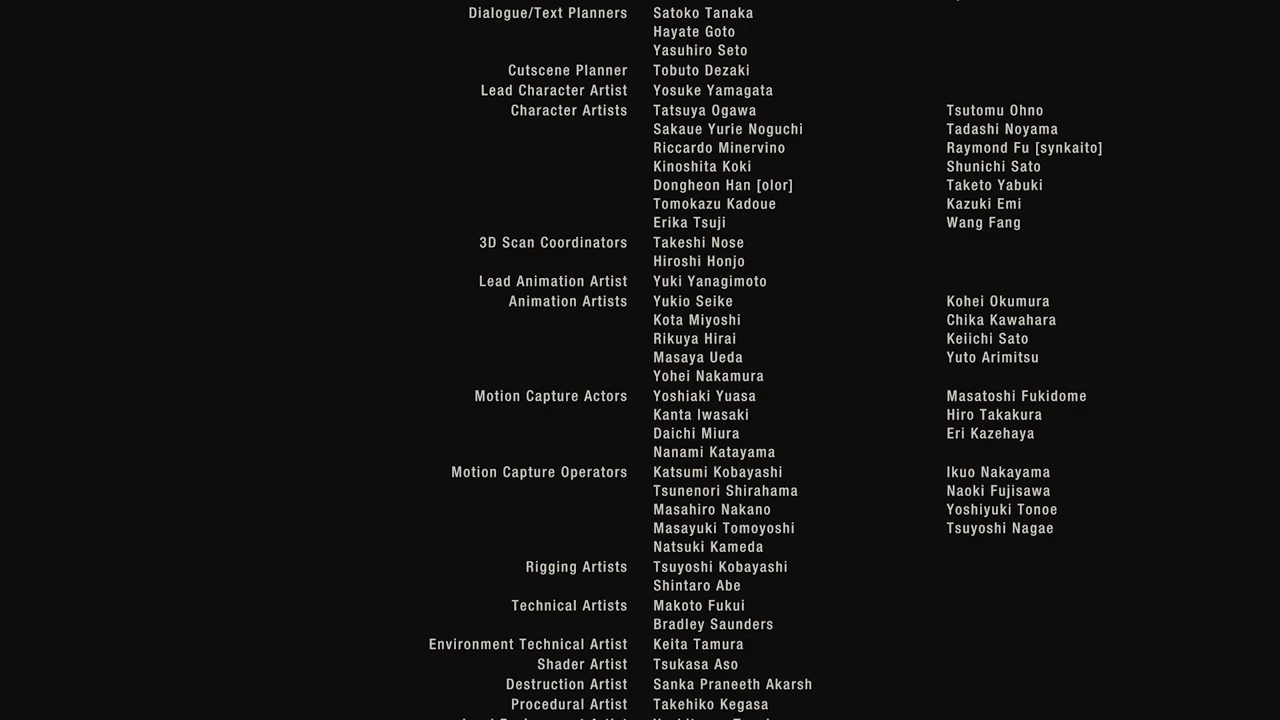 Dialogue/Text Planners Satoko Tanaka
Hayate Goto
Yasuhiro Seto
Cutscene Planner Tobuto Dezaki
Lead Character Artist Yosuke Yamagata
Character Artists Tatsuya Ogawa Tsutomu Ohno
Sakaue Yurie Noguchi Tadashi Noyama
Riccardo Minervino Raymond Fu [synkaito]
Kinoshita Koki Shunichi Sato
Dongheon Han [olor] Taketo Yabuki
Tomokazu Kadoue Kazuki Emi
Erika Tsuji Wang Fang
3D Scan Coordinators Takeshi Nose
Hiroshi Honjo
Lead Animation Artist Yuki Yanagimoto
Animation Artists Yukio Seike Kohei Okumura
Kota Miyoshi Chika Kawahara
Rikuya Hirai Keiichi Sato
Masaya Ueda Yuto Arimitsu
Yohei Nakamura
Motion Capture Actors Yoshiaki Yuasa Masatoshi Fukidome
Kanta Iwasaki Hiro Takakura
Daichi Miura Eri Kazehaya
Nanami Katayama
Motion Capture Operators Katsumi Kobayashi Ikuo Nakayama
Tsunenori Shirahama Naoki Fujisawa
Masahiro Nakano Yoshiyuki Tonoe
Masayuki Tomoyoshi Tsuyoshi Nagae
Natsuki Kameda
Rigging Artists Tsuyoshi Kobayashi
Shintaro Abe
Technical Artists Makoto Fukui
Bradley Saunders
Environment Technical Artist Keita Tamura
Shader Artist Tsukasa Aso
Destruction Artist Sanka Praneeth Akarsh
Procedural Artist Takehiko Kegasa